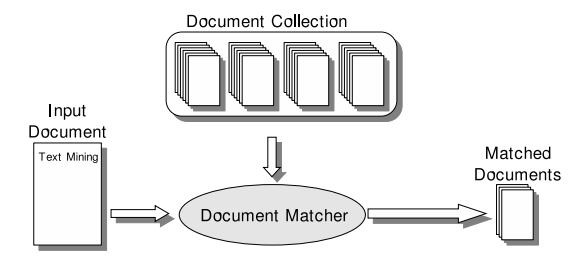 Document Collection
Input
Document
Text Mining
Document Matcher
Matched
Documents